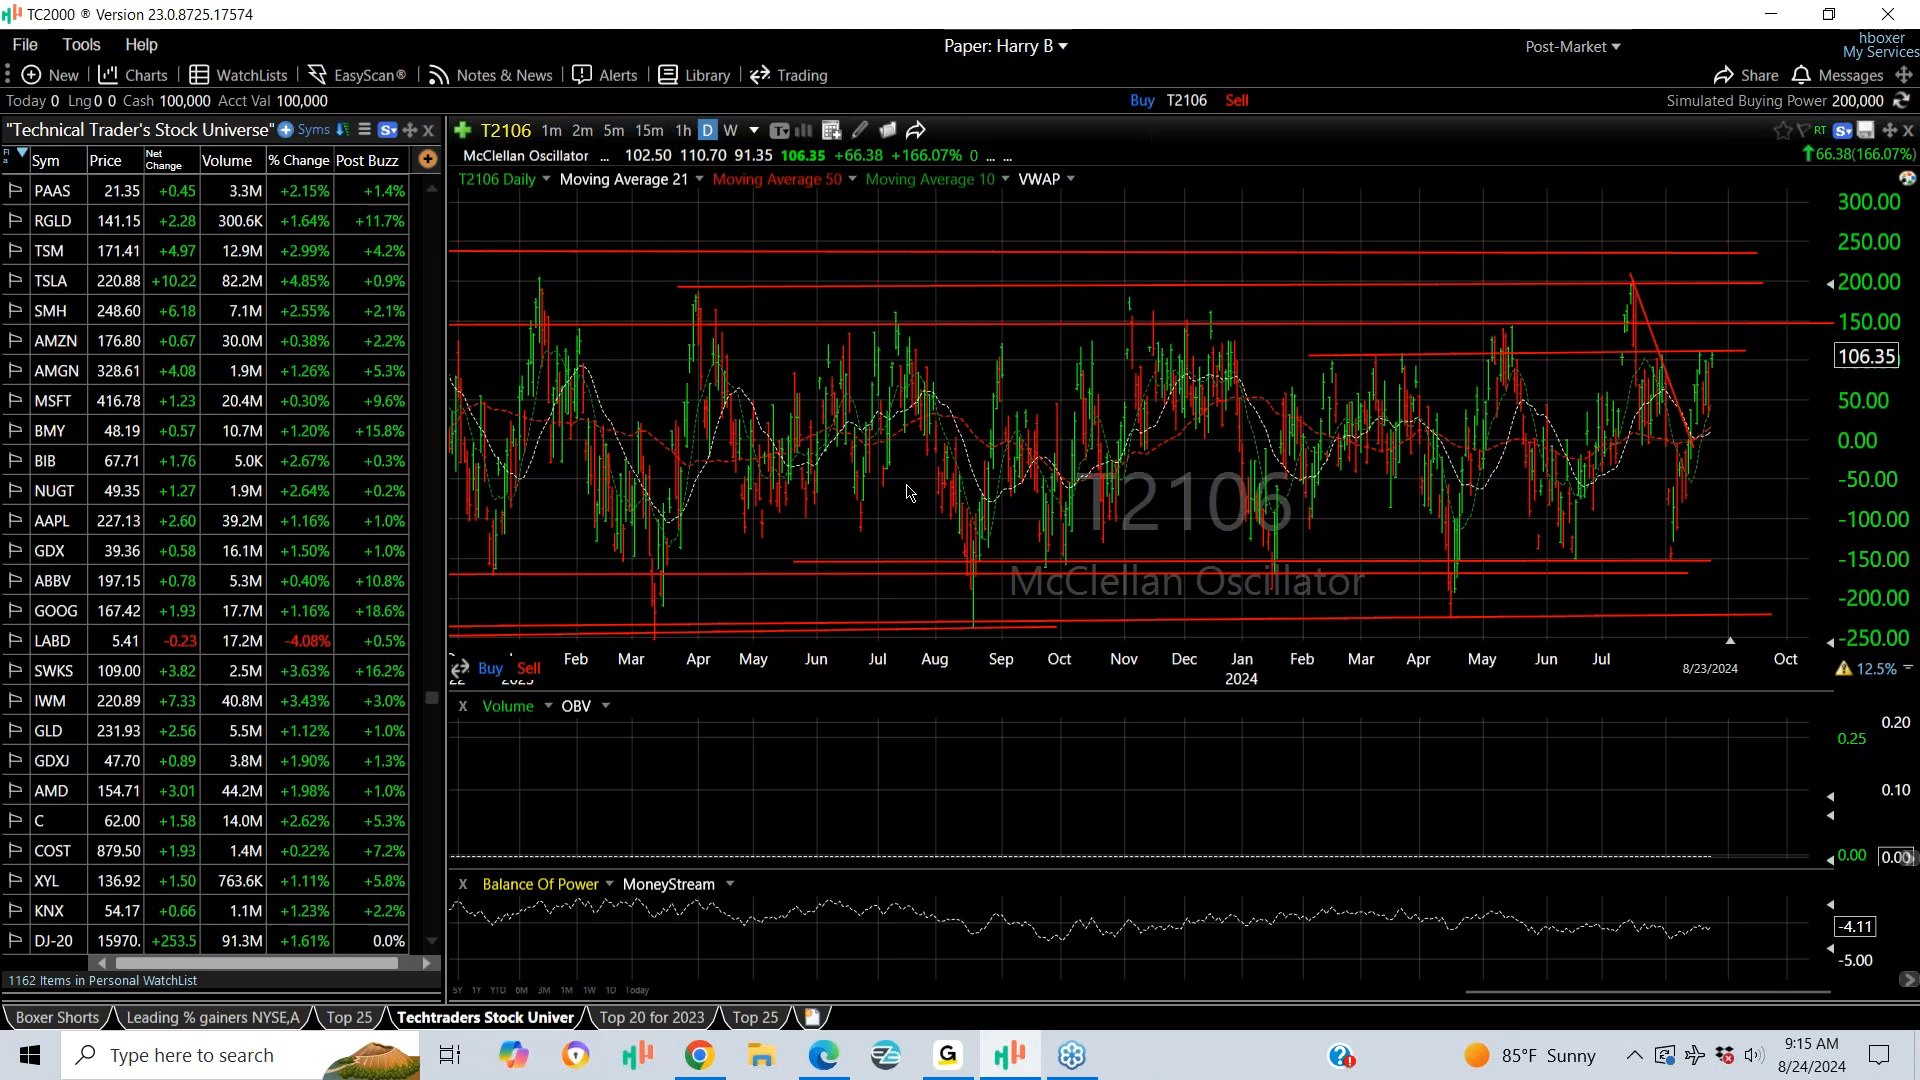 TC2000 ® Version 23.0.8725.17574
File Tools Help
Paper: Harry B
Post-Market
hboxer
My Services
New Charts WatchLists EasyScan® Notes & News Alerts Library Trading
Share Messages
Today 0 Lng 0 0 Cash 100,000 Acct Val 100,000
Buy T2106 Sell
Simulated Buying Power 200,000
"Technical Trader's Stock Universe" Syms
T2106 1m 2m 5m 15m 1h D W
RT
Sym Price Net Change Volume % Change Post Buzz
McClellan Oscillator ... 102.50 110.70 91.35 106.35 +66.38 +166.07% 0 ... ...
66.38(166.07%)
T2106 Daily Moving Average 21 Moving Average 50 Moving Average 10 VWAP
PAAS 21.35 +0.45 3.3M +2.15% +1.4%
RGLD 141.15 +2.28 300.6K +1.64% +11.7%
TSM 171.41 +4.97 12.9M +2.99% +4.2%
TSLA 220.88 +10.22 82.2M +4.85% +0.9%
SMH 248.60 +6.18 7.1M +2.55% +2.1%
AMZN 176.80 +0.67 30.0M +0.38% +2.2%
AMGN 328.61 +4.08 1.9M +1.26% +5.3%
MSFT 416.78 +1.23 20.4M +0.30% +9.6%
BMY 48.19 +0.57 10.7M +1.20% +15.8%
BIB 67.71 +1.76 5.0K +2.67% +0.3%
NUGT 49.35 +1.27 1.9M +2.64% +0.2%
AAPL 227.13 +2.60 39.2M +1.16% +1.0%
GDX 39.36 +0.58 16.1M +1.50% +1.0%
ABBV 197.15 +0.78 5.3M +0.40% +10.8%
GOOG 167.42 +1.93 17.7M +1.16% +18.6%
LABD 5.41 -0.23 17.2M -4.08% +0.5%
SWKS 109.00 +3.82 2.5M +3.63% +16.2%
IWM 220.89 +7.33 40.8M +3.43% +3.0%
GLD 231.93 +2.56 5.5M +1.12% +1.0%
GDXJ 47.70 +0.89 3.8M +1.90% +1.3%
AMD 154.71 +3.01 44.2M +1.98% +1.0%
C 62.00 +1.58 14.0M +2.62% +5.3%
COST 879.50 +1.93 1.4M +0.22% +7.2%
XYL 136.92 +1.50 763.6K +1.11% +5.8%
KNX 54.17 +0.66 1.1M +1.23% +2.2%
DJ-20 15970. +253.5 91.3M +1.61% 0.0%
1162 Items in Personal WatchList
300.00
250.00
200.00
150.00
106.35
50.00
0.00
-50.00
-100.00
-150.00
-200.00
-250.00
T2106
McClellan Oscillator
Feb Mar Apr May Jun Jul Aug Sep Oct Nov Dec Jan Feb Mar Apr May Jun Jul 8/23/2024 Oct
Buy Sell
2024
12.5%
Volume OBV
0.20
0.25
0.10
0.00
0.00
X Balance Of Power MoneyStream
-4.11
-5.00
5Y 1Y YTD 6M 3M 1M 1W 1D Today
Boxer Shorts Leading % gainers NYSE,A Top 25 Techtraders Stock Univer Top 20 for 2023 Top 25
Type here to search
85°F Sunny
9:15 AM
8/24/2024